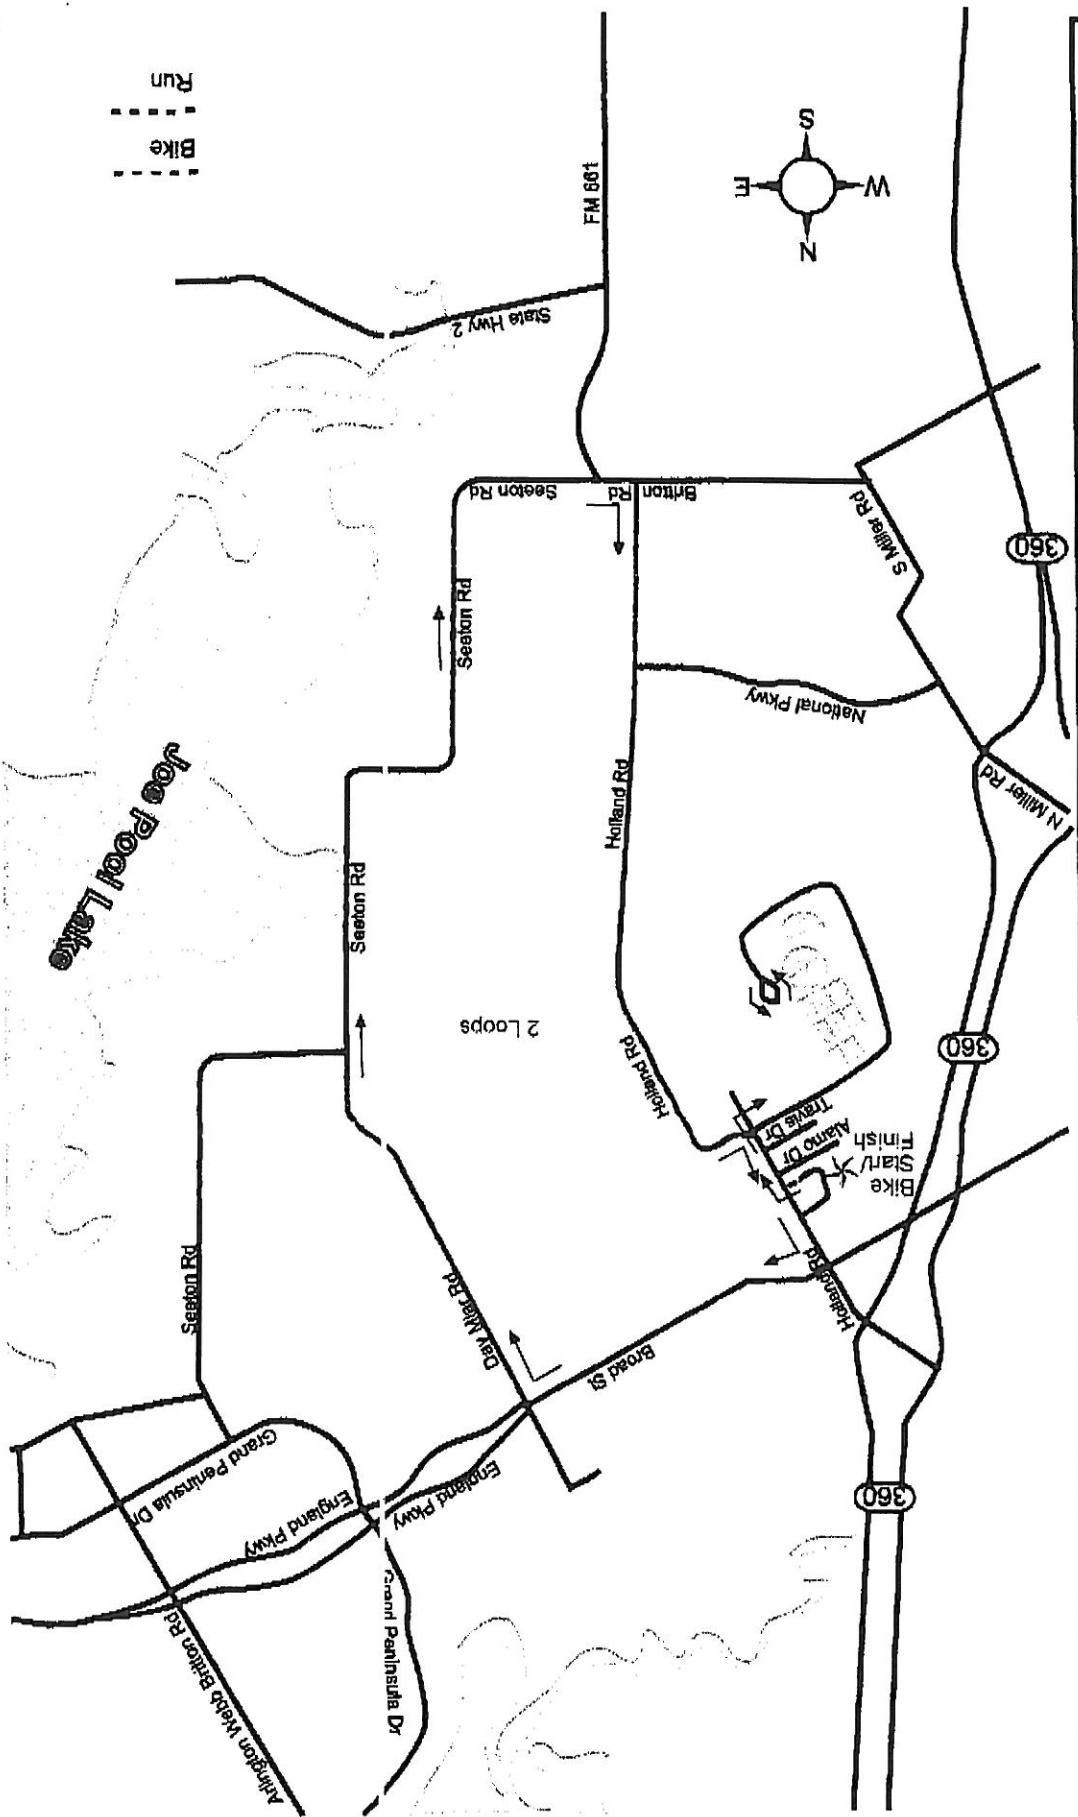 Arlington Webb Britton Rd
Grand Peninsula Dr
England Pkwy
England Pkwy
Grand Peninsula Dr
360
Broad St
Holland Rd
Day Miar Rd
Seeton Rd
Bike
Start/
Finish
Alamo Dr
Travis Dr
360
Holland Rd
2 Loops
Seeton Rd
Joe Pool Lake
Holland Rd
N Miller Rd
National Pkwy
Seeton Rd
360
S Miller Rd
Britton Rd
Seeton Rd
State Hwy 2
FM 661
N
W
E
S
Bike
Run